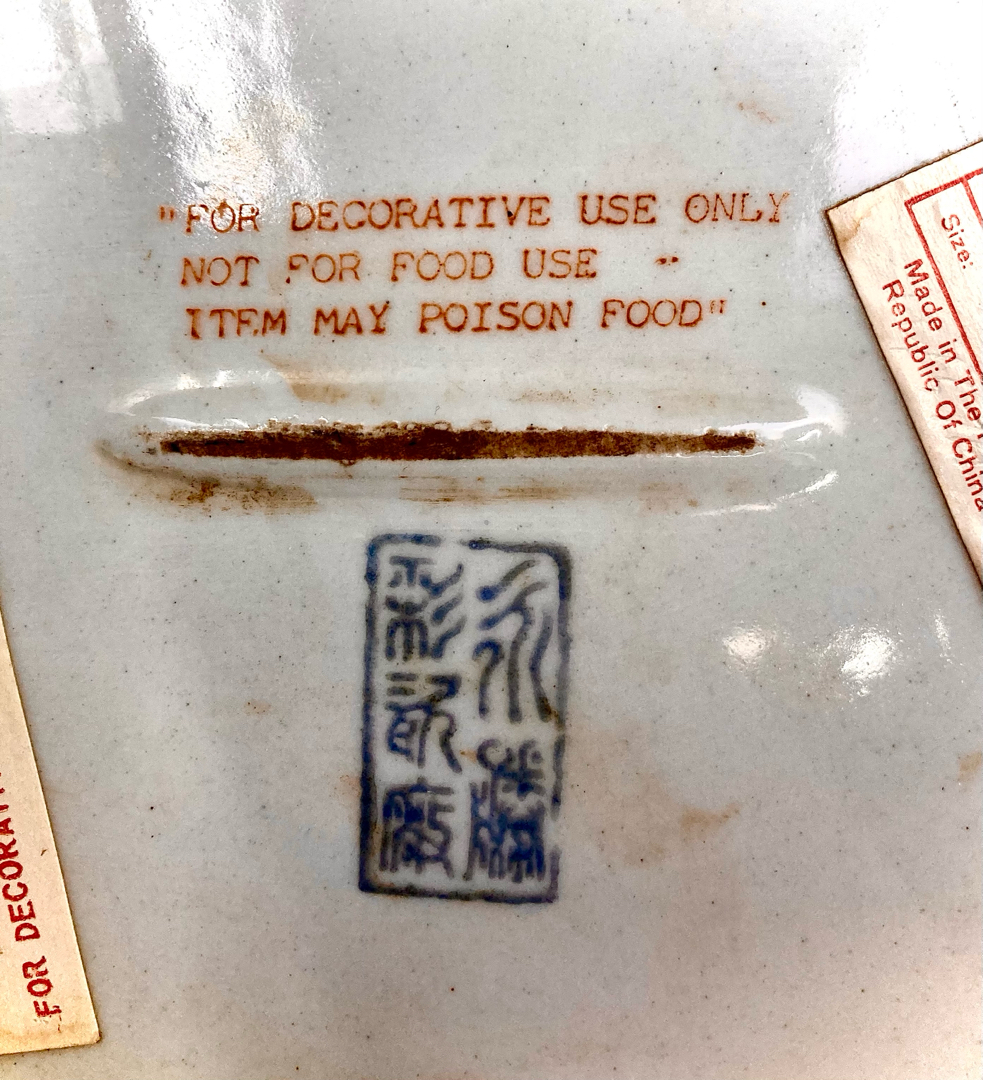 "FOR DECORATIVE USE ONLY
NOT FOR FOOD USE "
ITEM MAY POISON FOOD"
Size:
Made in The
Republic Of China
FOR DECORAT